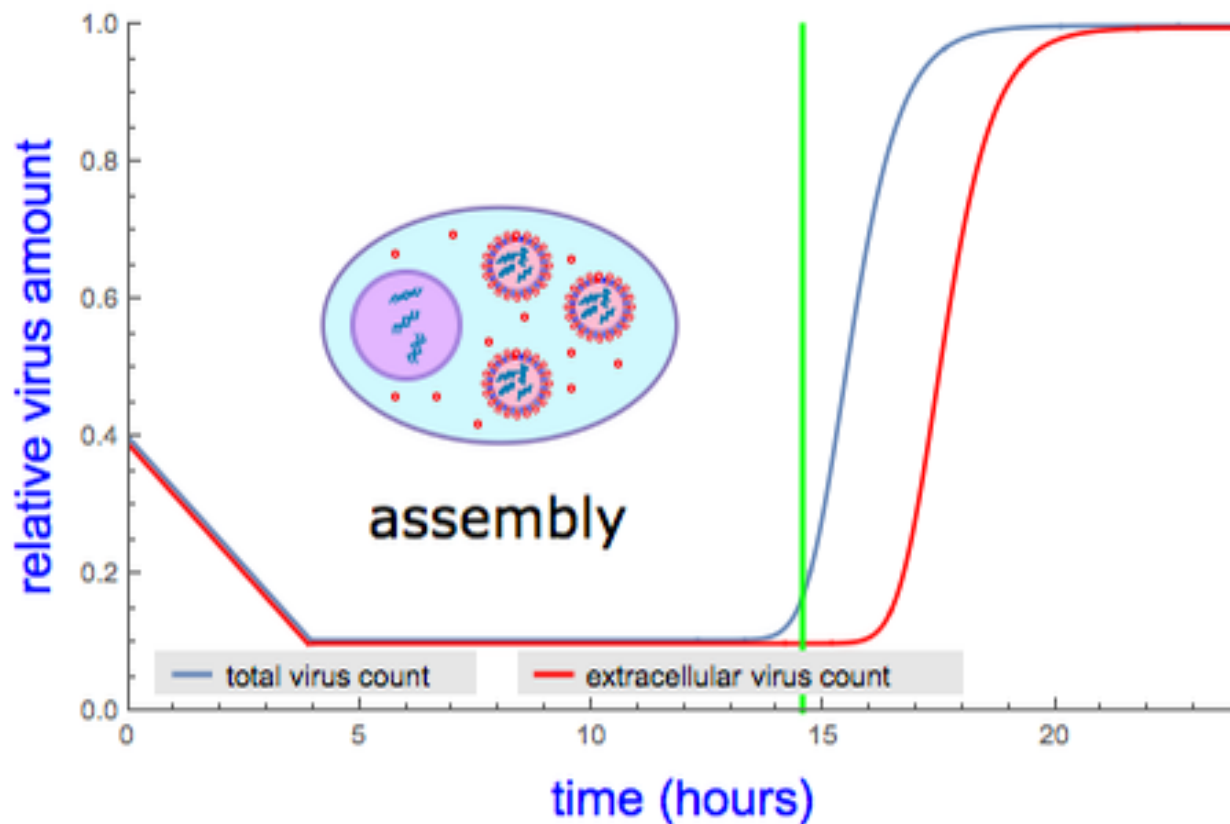 relative virus amount
1.0
0.8
0.6
0.4
0.2
0.0
assembly
total virus count
extracellular virus count
0 5 10 15 20
time (hours)